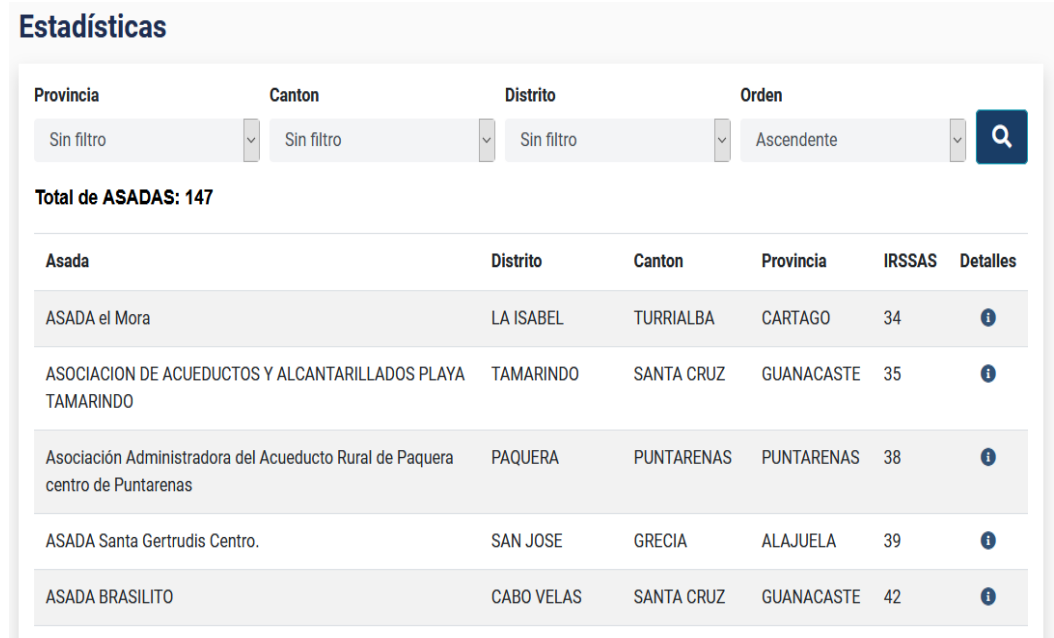 Estadísticas
Provincia Canton Distrito Orden
Sin filtro Sin filtro Sin filtro Ascendente
Total de ASADAS: 147
Asada Distrito Canton Provincia IRSSAS Detalles
ASADA el Mora LA ISABEL TURRIALBA CARTAGO 34
ASOCIACION DE ACUEDUCTOS Y ALCANTARILLADOS PLAYA TAMARINDO SANTA CRUZ GUANACASTE 35
TAMARINDO
Asociación Administradora del Acueducto Rural de Paquera PAQUERA PUNTARENAS PUNTARENAS 38
centro de Puntarenas
ASADA Santa Gertrudis Centro. SAN JOSE GRECIA ALAJUELA 39
ASADA BRASILITO CABO VELAS SANTA CRUZ GUANACASTE 42